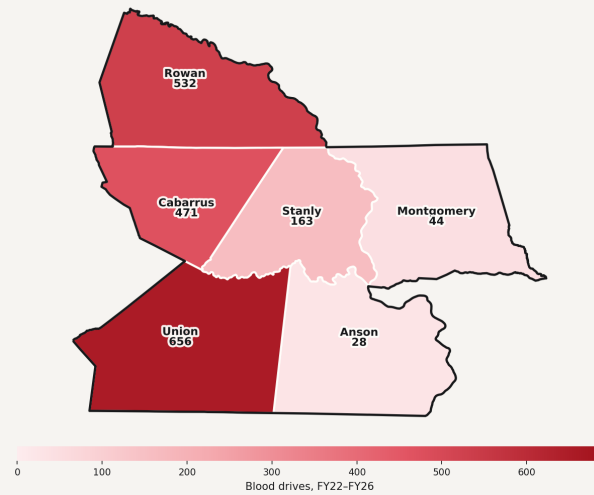 Rowan
532
Cabarrus
471
Stanly
163
Montgomery
44
Union
656
Anson
28
0 100 200 300 400 500 600
Blood drives, FY22–FY26